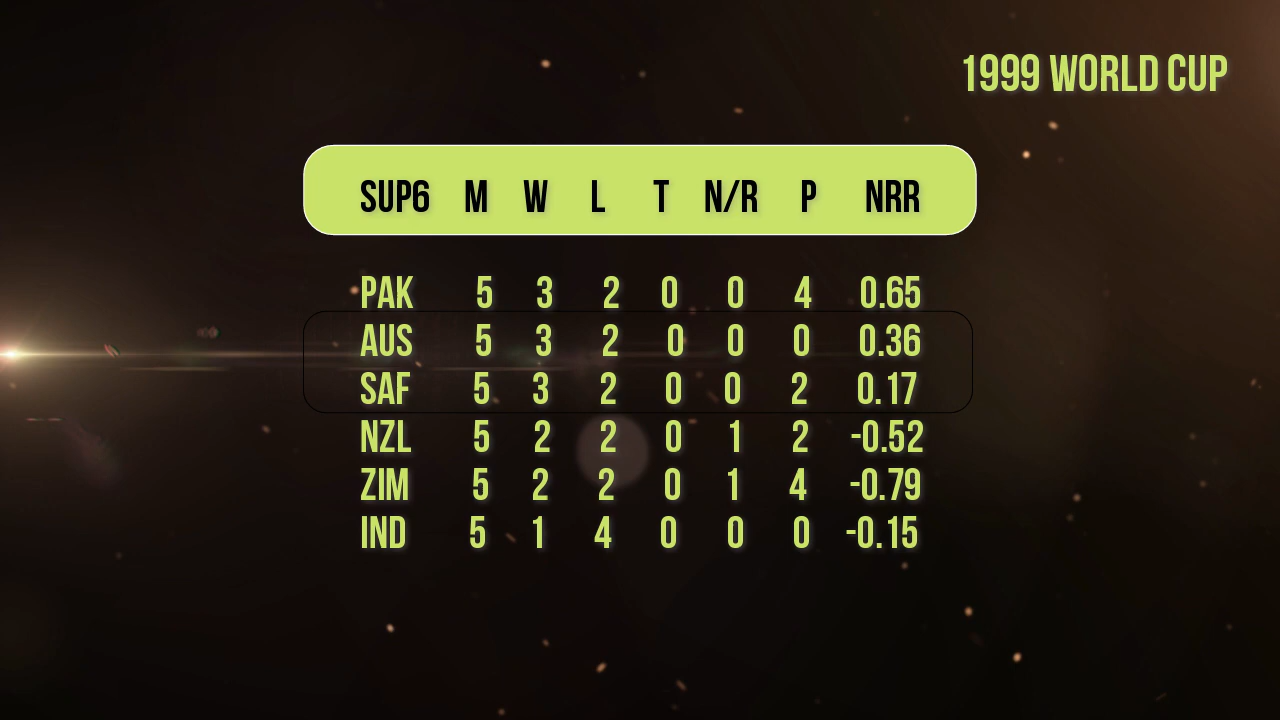 1999 WORLD CUP
SUP6 M W L T N/R P NRR
PAK 5 3 2 0 0 4 0.65
AUS 5 3 2 0 0 0 0.36
SAF 5 3 2 0 0 2 0.17
NZL 5 2 2 0 1 2 -0.52
ZIM 5 2 2 0 1 4 -0.79
IND 5 1 4 0 0 0 -0.15